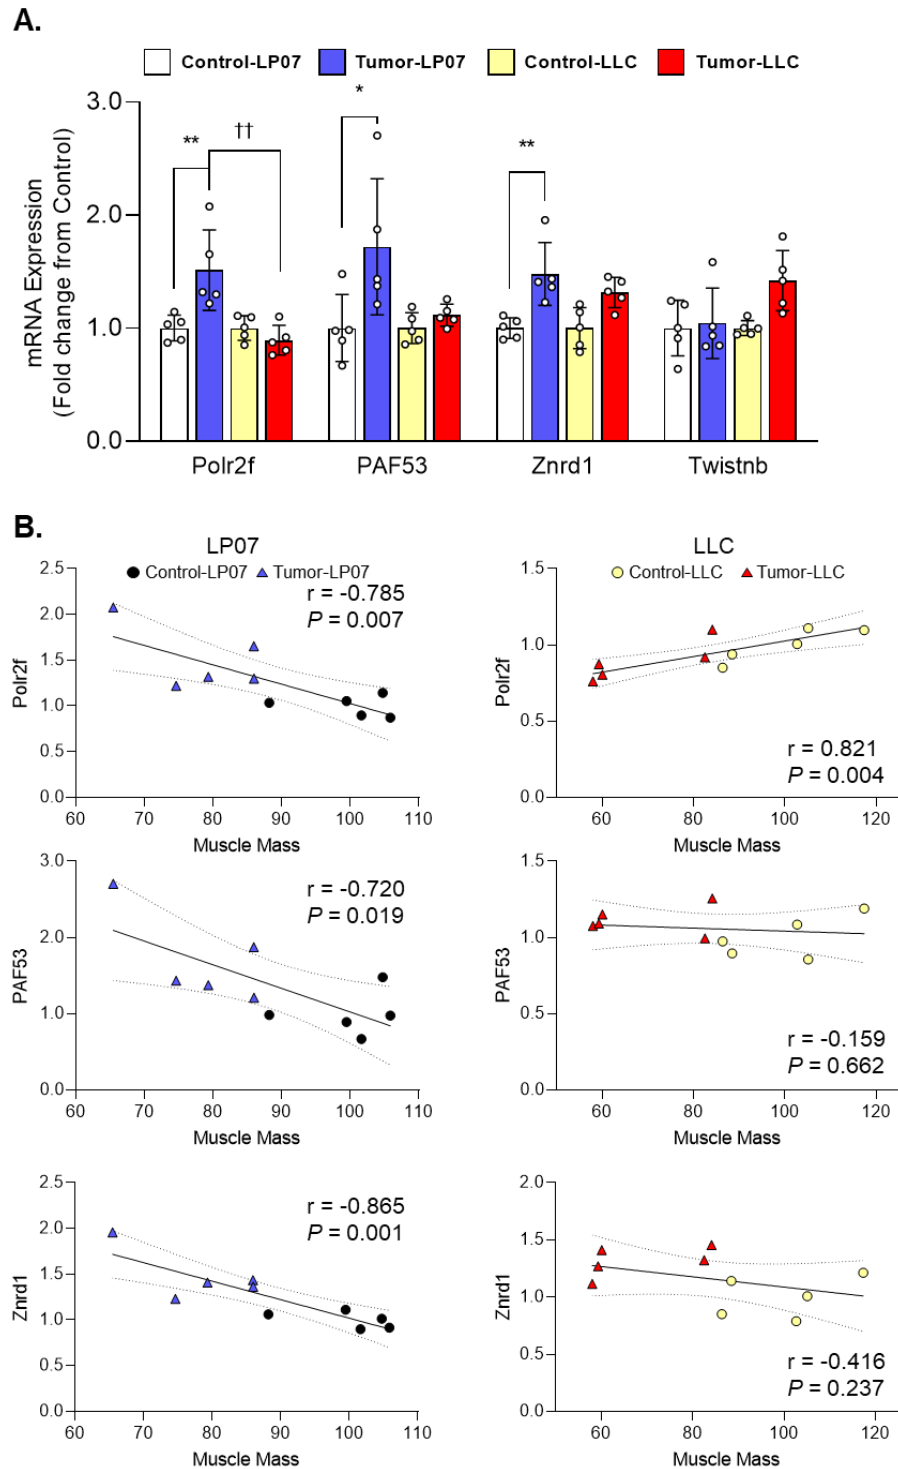 A.
Control-LP07 Tumor-LP07 Control-LLC Tumor-LLC
mRNA Expression
(Fold change from Control)
3.0
2.0
1.0
0.0
** †† * **
Polr2f PAF53 Znrd1 Twistnb
B.
LP07
Control-LP07 Tumor-LP07
r = -0.785
P = 0.007
Polr2f
2.5
2.0
1.5
1.0
0.5
0.0
60 70 80 90 100 110
Muscle Mass
LLC
Control-LLC Tumor-LLC
r = 0.821
P = 0.004
Polr2f
1.5
1.0
0.5
0.0
60 80 100 120
Muscle Mass
r = -0.720
P = 0.019
PAF53
3.0
2.0
1.0
0.0
60 70 80 90 100 110
Muscle Mass
r = -0.159
P = 0.662
PAF53
1.5
1.0
0.5
0.0
60 80 100 120
Muscle Mass
r = -0.865
P = 0.001
Znrd1
2.5
2.0
1.5
1.0
0.5
0.0
60 70 80 90 100 110
Muscle Mass
r = -0.416
P = 0.237
Znrd1
2.0
1.5
1.0
0.5
0.0
60 80 100 120
Muscle Mass